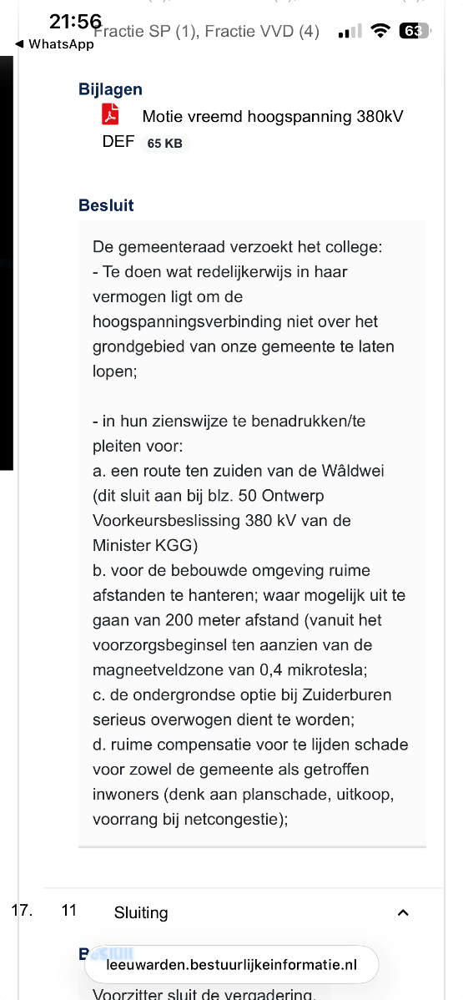 21:56
Fractie SP (1), Fractie VVD (4)
63
◀ WhatsApp
Bijlagen
Motie vreemd hoogspanning 380kV
DEF 65 KB
Besluit
De gemeenteraad verzoekt het college:
- Te doen wat redelijkerwijs in haar
vermogen ligt om de
hoogspanningsverbinding niet over het
grondgebied van onze gemeente te laten
lopen;
- in hun zienswijze te benadrukken/te
pleiten voor:
a. een route ten zuiden van de Wâldwei
(dit sluit aan bij blz. 50 Ontwerp
Voorkeursbeslissing 380 kV van de
Minister KGG)
b. voor de bebouwde omgeving ruime
afstanden te hanteren; waar mogelijk uit te
gaan van 200 meter afstand (vanuit het
voorzorgsbeginsel ten aanzien van de
magneetveldzone van 0,4 mikrotesla;
c. de ondergrondse optie bij Zuiderburen
serieus overwogen dient te worden;
d. ruime compensatie voor te lijden schade
voor zowel de gemeente als getroffen
inwoners (denk aan planschade, uitkoop,
voorrang bij netcongestie);
17. 11 Sluiting
Besluit
leeuwarden.bestuurlijkeinformatie.nl
Voorzitter sluit de vergadering.